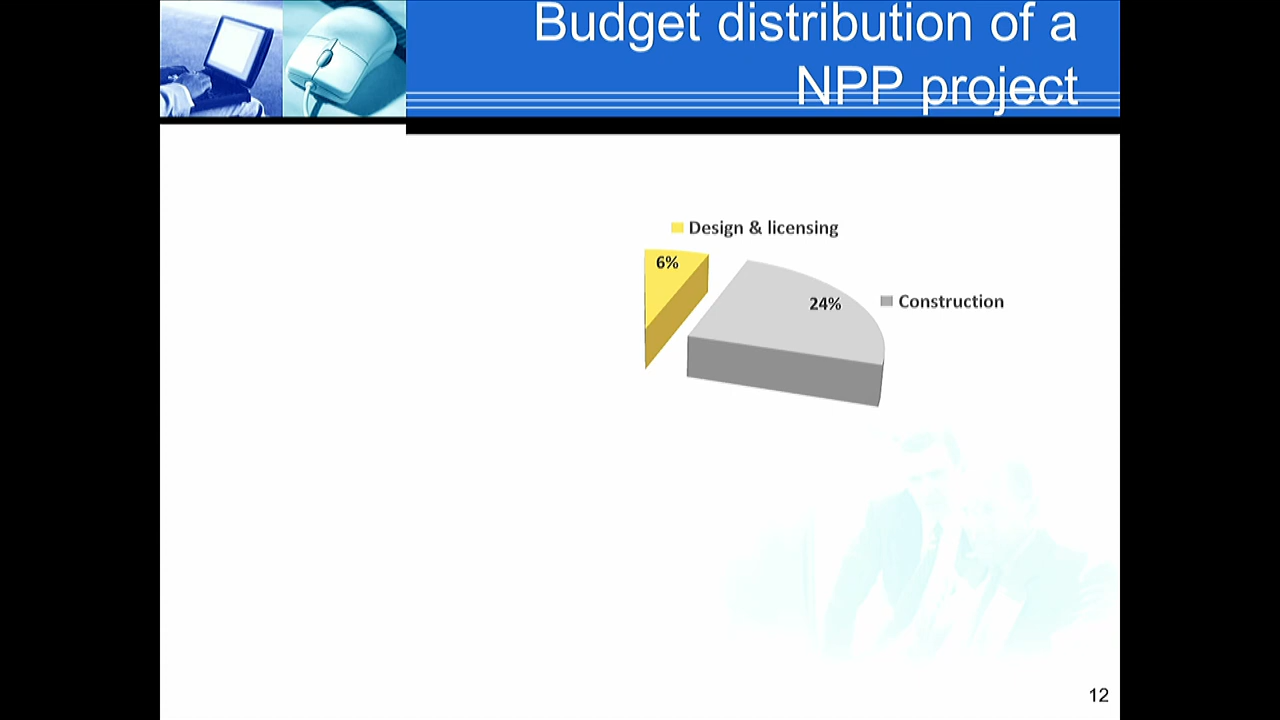 Budget distribution of a
NPP project
Design & licensing
6%
24%
Construction
12